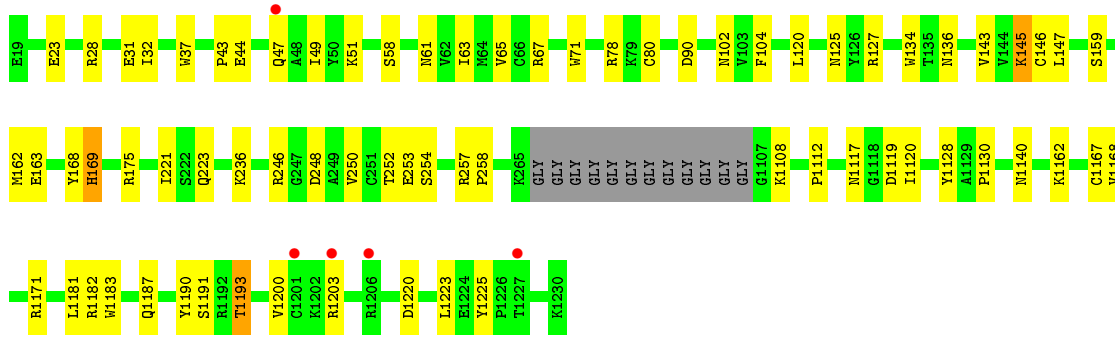 E19 E23 R28 E31 I32 W37 P43 E44 Q47 A48 I49 Y50 K51 S58 N61 V62 I63 M64 V65 C66 R67 W71 R78 K79 C80 D90 N102 V103 F104 L120 N125 Y126 R127 W134 T135 N136 V143 V144 K145 C146 L147 S159
M162 E163 Y168 H169 R175 I221 S222 Q223 K236 R246 G247 D248 A249 V250 C251 T252 E253 S254 R257 P258 K265 GLY GLY GLY GLY GLY GLY GLY GLY GLY GLY G1107 K1108 P1112 N1117 G1118 D1119 I1120 Y1128 A1129 P1130 N1140 K1162 C1167
R1171 L1181 R1182 W1183 Q1187 Y1190 S1191 R1192 T1193 V1200 C1201 K1202 R1203 R1206 D1220 L1223 E1224 Y1225 P1226 T1227 K1230